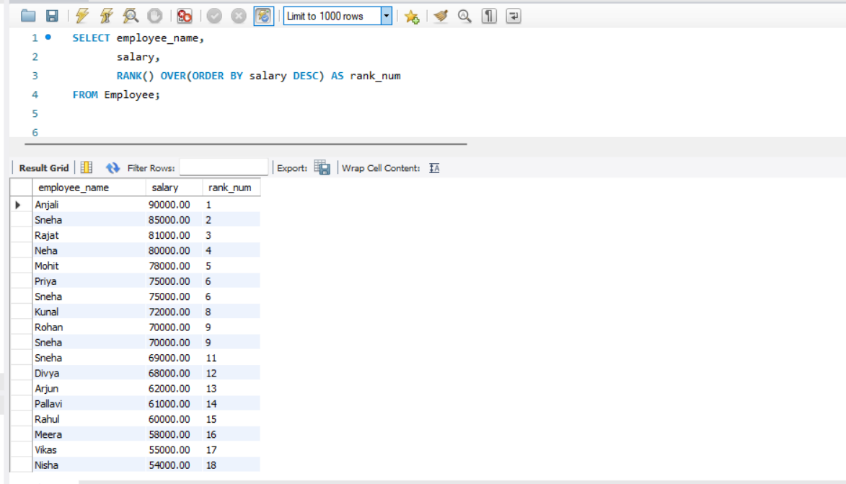 Limit to 1000 rows
1 SELECT employee_name,
2 salary,
3 RANK() OVER(ORDER BY salary DESC) AS rank_num
4 FROM Employee;
5
6
Result Grid Filter Rows: Export: Wrap Cell Content:
employee_name salary rank_num
Anjali 90000.00 1
Sneha 85000.00 2
Rajat 81000.00 3
Neha 80000.00 4
Mohit 78000.00 5
Priya 75000.00 6
Sneha 75000.00 6
Kunal 72000.00 8
Rohan 70000.00 9
Sneha 70000.00 9
Sneha 69000.00 11
Divya 68000.00 12
Arjun 62000.00 13
Pallavi 61000.00 14
Rahul 60000.00 15
Meera 58000.00 16
Vikas 55000.00 17
Nisha 54000.00 18